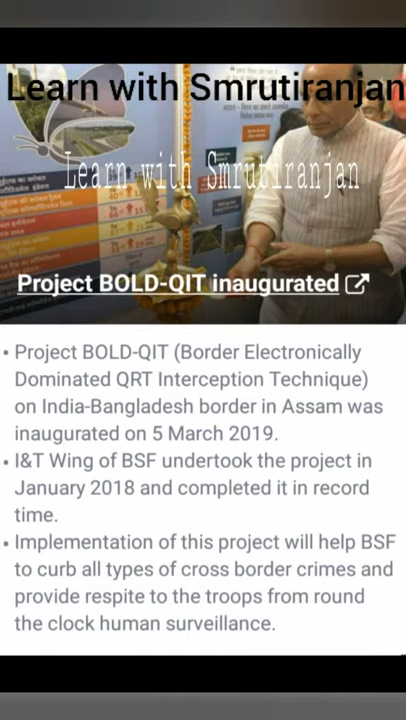 Learn with Smrutiranjan
Learn with Smrutiranjan
Project BOLD-QIT inaugurated
• Project BOLD-QIT (Border Electronically
Dominated QRT Interception Technique)
on India-Bangladesh border in Assam was
inaugurated on 5 March 2019.
• I&T Wing of BSF undertook the project in
January 2018 and completed it in record
time.
• Implementation of this project will help BSF
to curb all types of cross border crimes and
provide respite to the troops from round
the clock human surveillance.